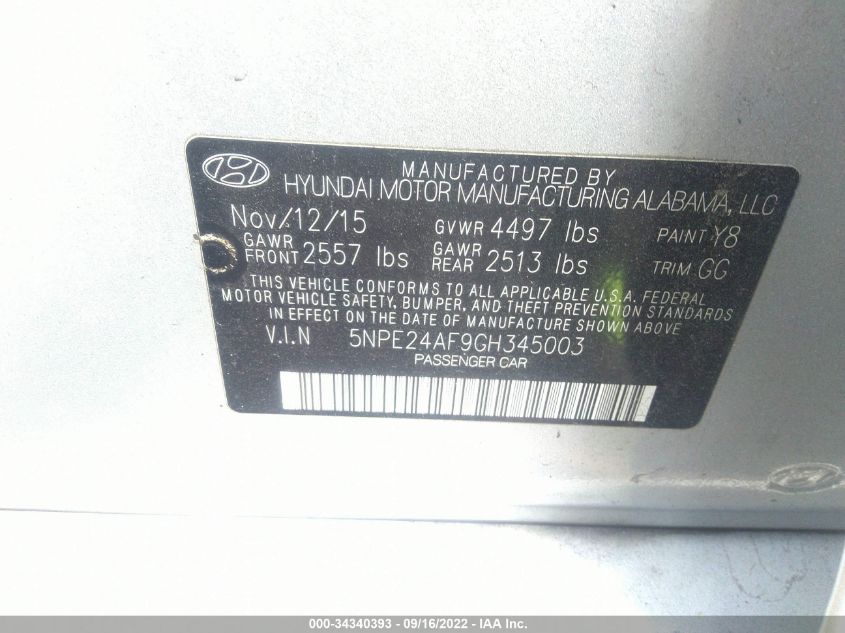 MANUFACTURED BY
HYUNDAI MOTOR MANUFACTURING ALABAMA, LLC
Nov/12/15 GVWR 4497 lbs PAINT Y8
GAWR FRONT 2557 lbs GAWR REAR 2513 lbs TRIM GG
THIS VEHICLE CONFORMS TO ALL APPLICABLE U.S.A. FEDERAL
MOTOR VEHICLE SAFETY, BUMPER, AND THEFT PREVENTION STANDARDS
IN EFFECT ON THE DATE OF MANUFACTURE SHOWN ABOVE
V.I.N 5NPE24AF9GH345003
PASSENGER CAR
000-34340393 - 09/16/2022 - IAA Inc.